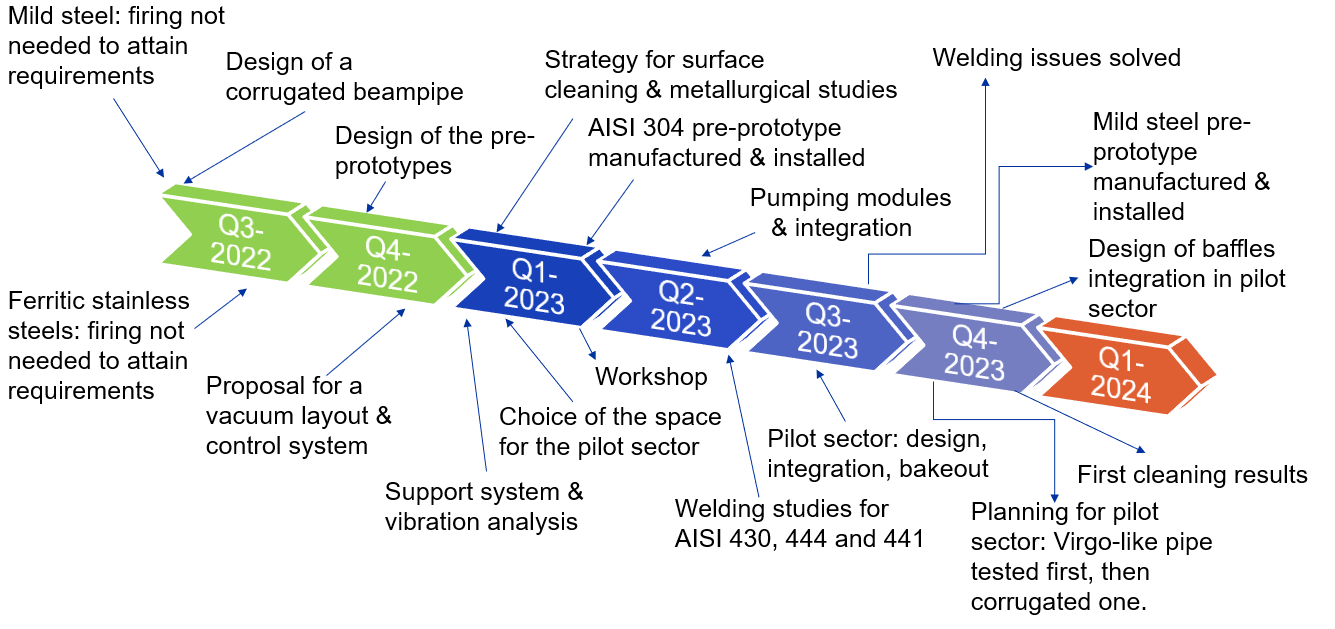 Mild steel: firing not
needed to attain
requirements
Design of a
corrugated beampipe
Design of the pre-
prototypes
Strategy for surface
cleaning & metallurgical studies
AISI 304 pre-prototype
manufactured & installed
Pumping modules
& integration
Welding issues solved
Mild steel pre-
prototype
manufactured &
installed
Design of baffles
integration in pilot
sector
Q3-
2022
Q4-
2022
Q1-
2023
Q2-
2023
Q3-
2023
Q4-
2023
Q1-
2024
Ferritic stainless
steels: firing not
needed to attain
requirements
Proposal for a
vacuum layout &
control system
Support system &
vibration analysis
Workshop
Choice of the space
for the pilot sector
Welding studies for
AISI 430, 444 and 441
Pilot sector: design,
integration, bakeout
First cleaning results
Planning for pilot
sector: Virgo-like pipe
tested first, then
corrugated one.